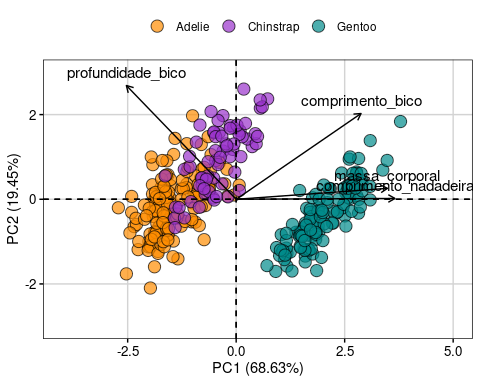 Adelie Chinstrap Gentoo
profundidade_bico
comprimento_bico
massa_corporal
comprimento_nadadeira
2
0
-2
PC2 (19.45%)
-2.5 0.0 2.5 5.0
PC1 (68.63%)